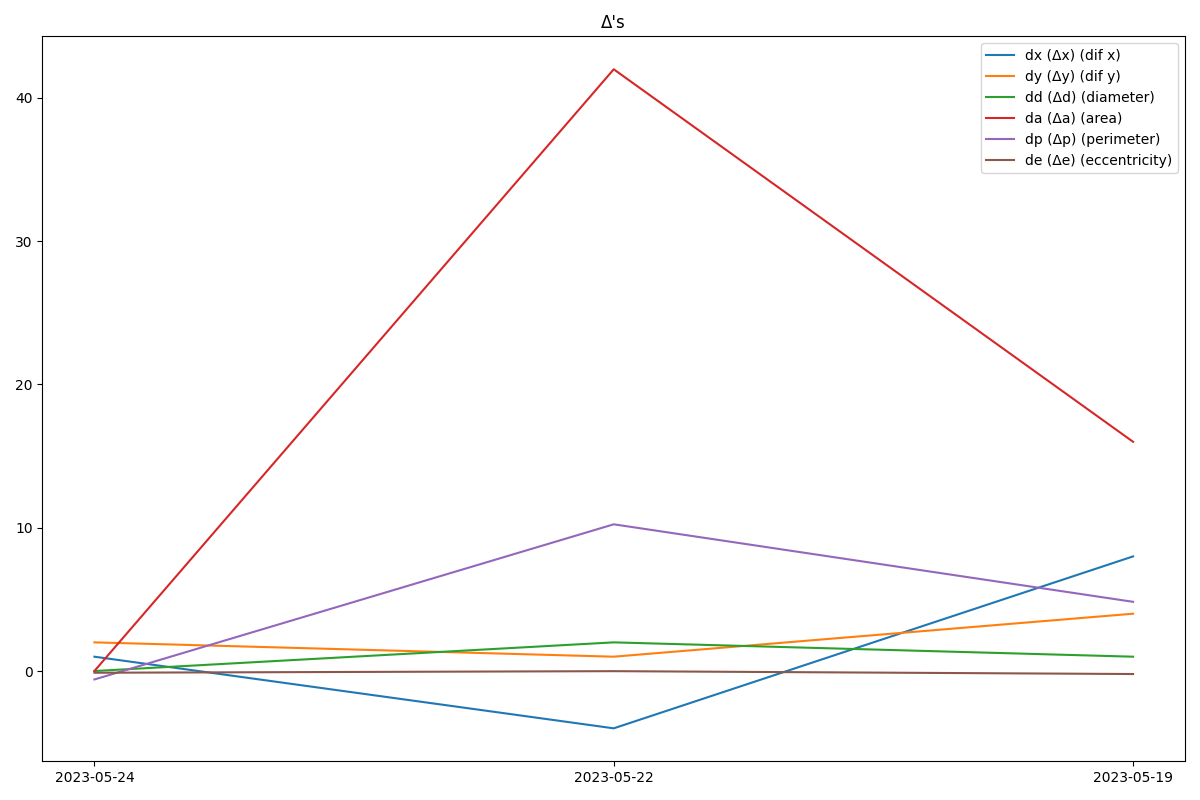 Δ's
dx (Δx) (dif x)
dy (Δy) (dif y)
dd (Δd) (diameter)
da (Δa) (area)
dp (Δp) (perimeter)
de (Δe) (eccentricity)
40
30
20
10
0
2023-05-24
2023-05-22
2023-05-19